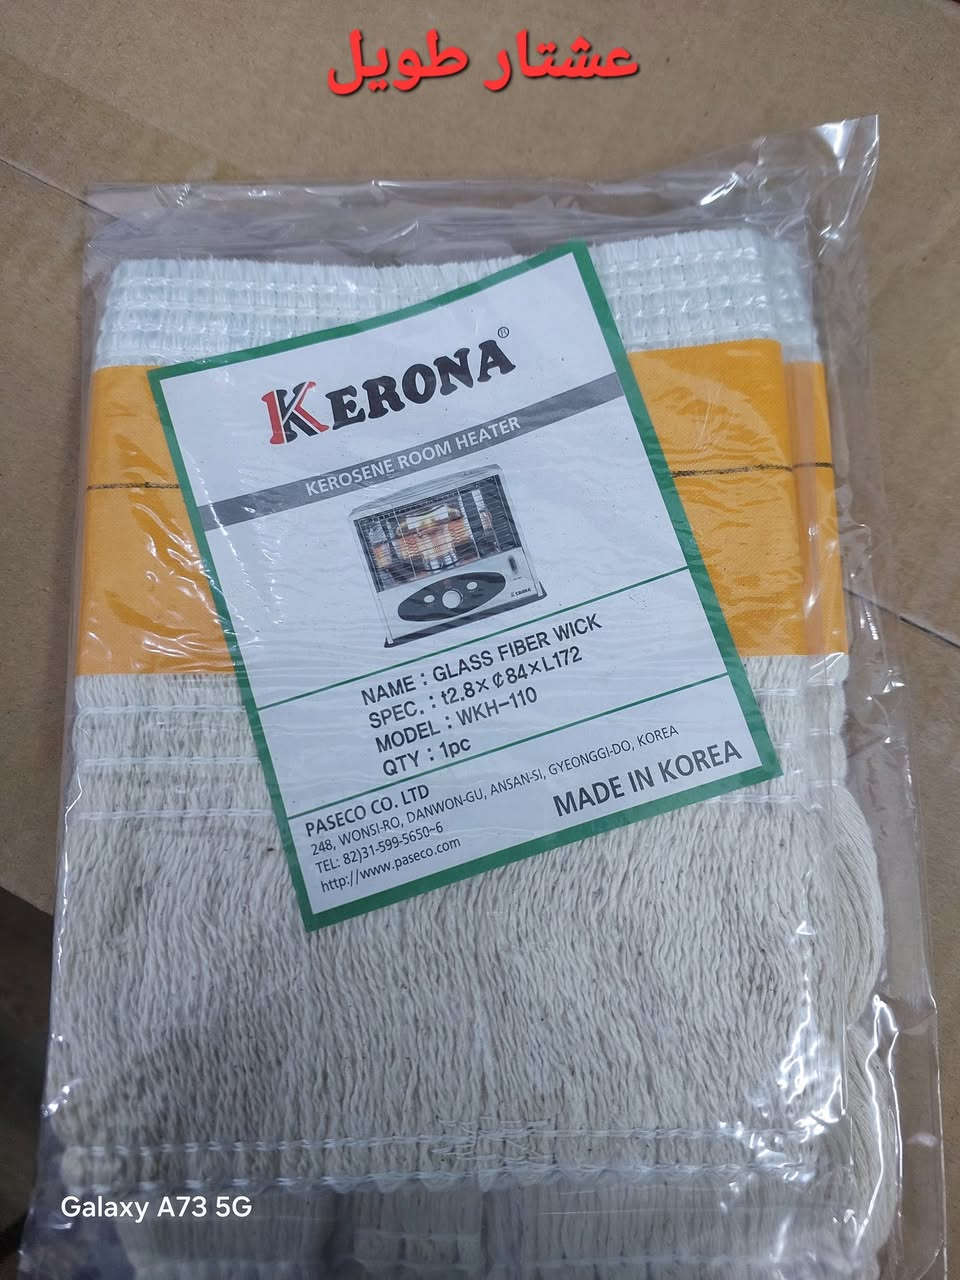 عشتار طويل
KERONA®
KEROSENE ROOM HEATER
KERONA
NAME : GLASS FIBER WICK
SPEC. : t2.8×₵84×L172
MODEL : WKH-110
QTY : 1pc
PASECO CO. LTD
248, WONSI-RO, DANWON-GU, ANSAN-SI, GYEONGGI-DO, KOREA
TEL: 82)31-599-5650~6
http://www.paseco.com
MADE IN KOREA
Galaxy A73 5G